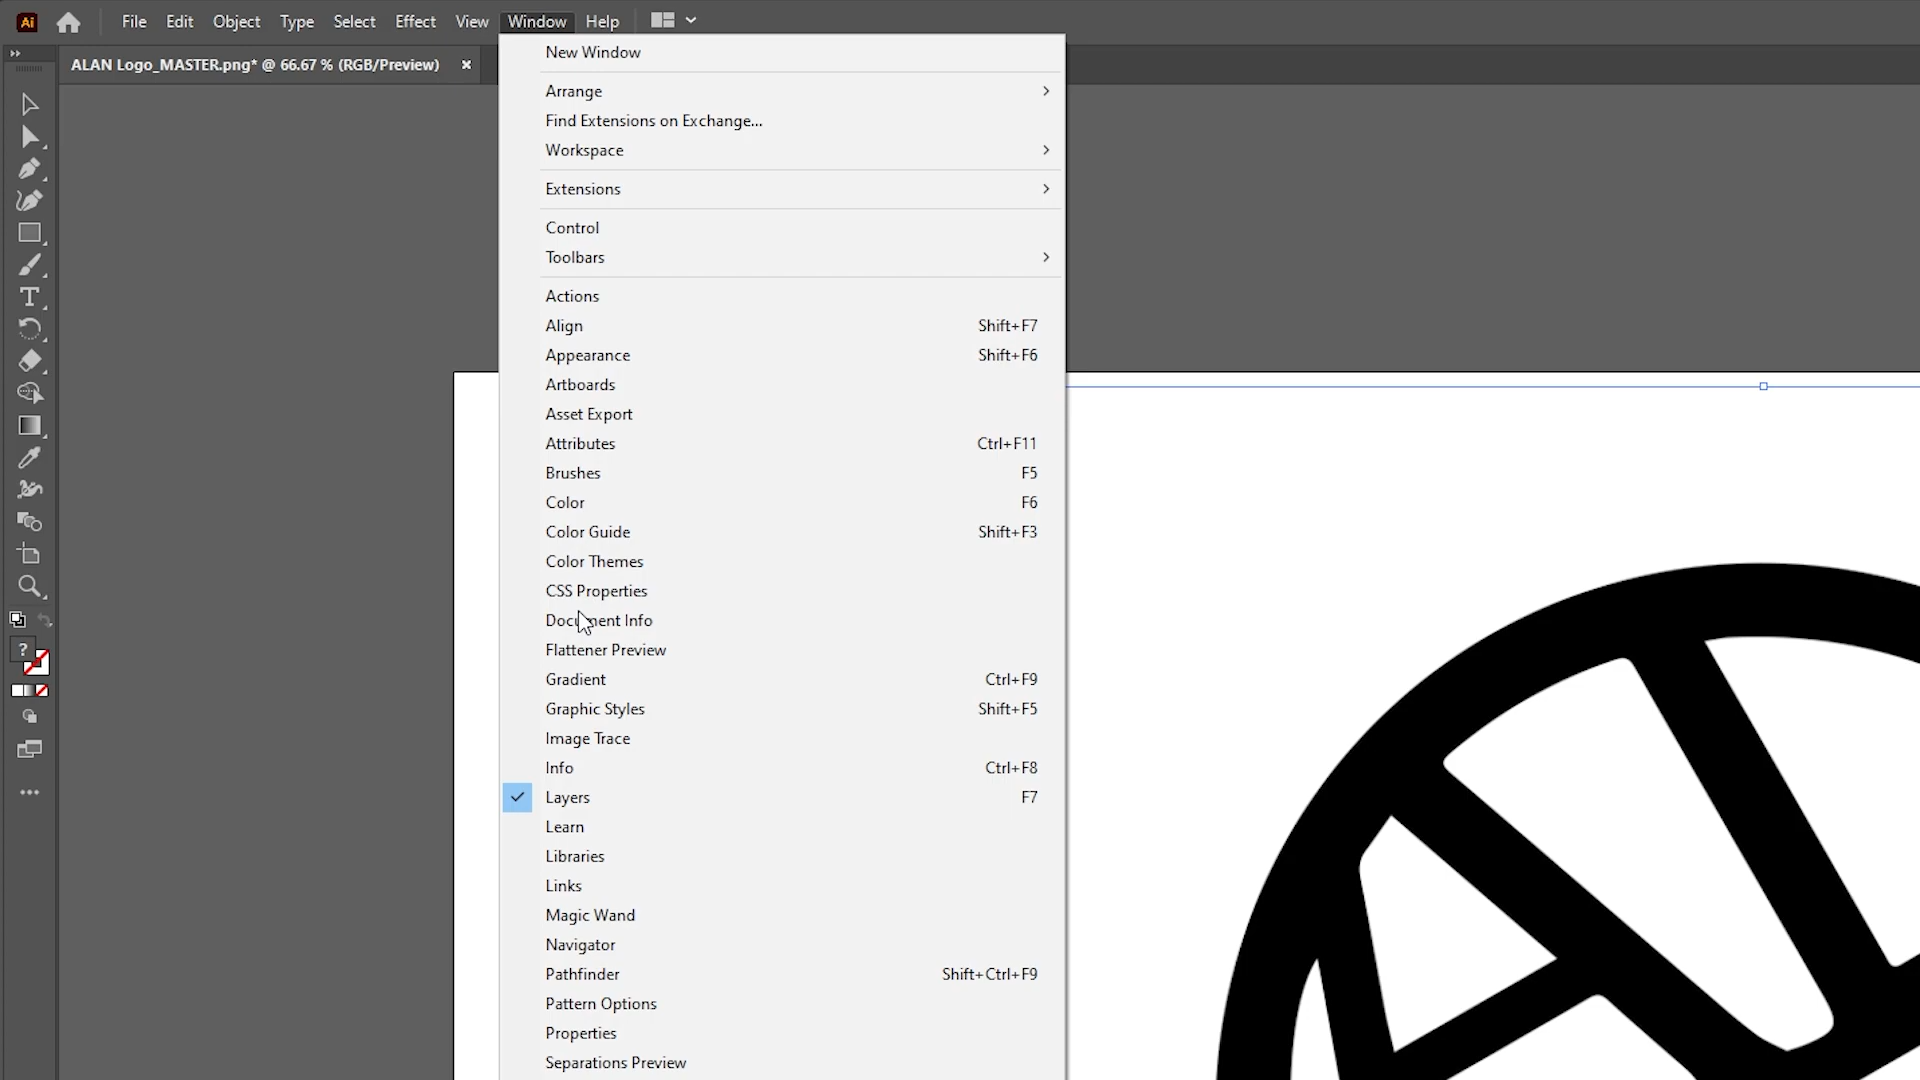 Ai File Edit Object Type Select Effect View Window Help
ALAN Logo_MASTER.png* @ 66.67 % (RGB/Preview)
New Window
Arrange
Find Extensions on Exchange...
Workspace
Extensions
Control
Toolbars
Actions
Align Shift+F7
Appearance Shift+F6
Artboards
Asset Export
Attributes Ctrl+F11
Brushes F5
Color F6
Color Guide Shift+F3
Color Themes
CSS Properties
Document Info
Flattener Preview
Gradient Ctrl+F9
Graphic Styles Shift+F5
Image Trace
Info Ctrl+F8
Layers F7
Learn
Libraries
Links
Magic Wand
Navigator
Pathfinder Shift+Ctrl+F9
Pattern Options
Properties
Separations Preview
?